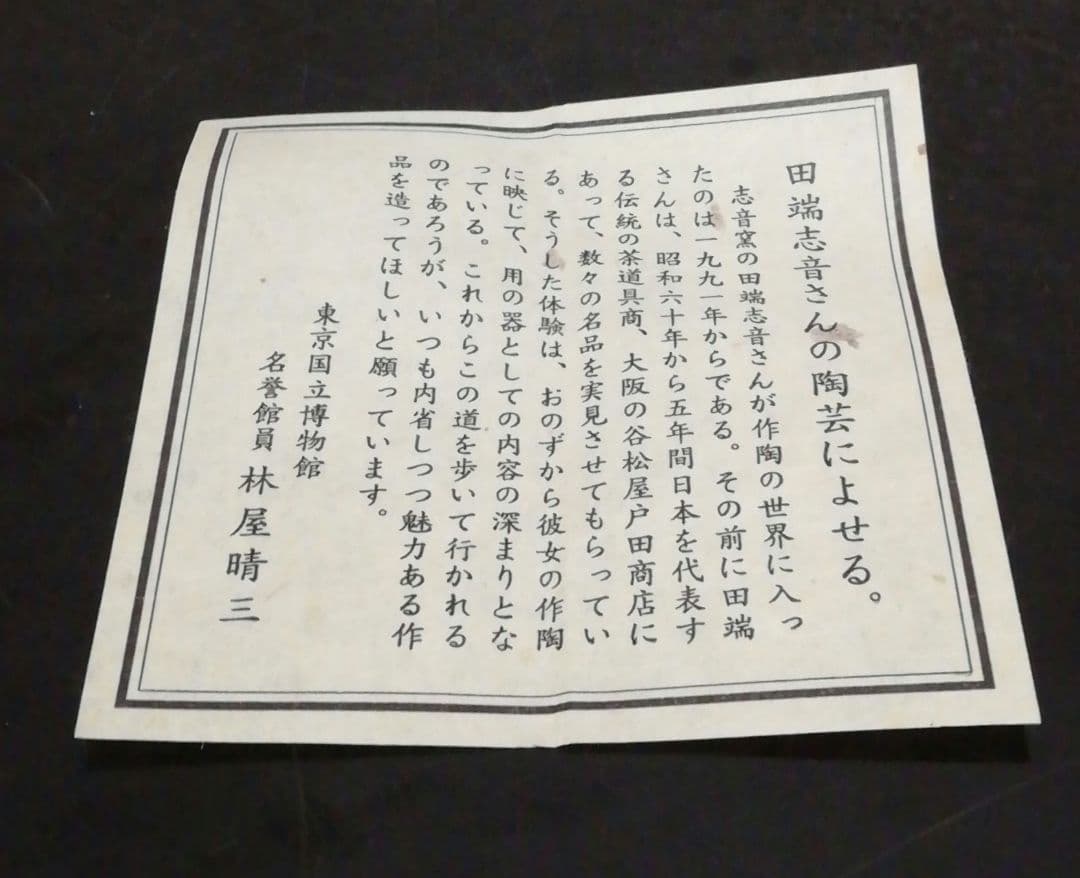 田端志音さんの陶芸によせる。
志音窯の田端志音さんが作陶の世界に入っ
たのは一九九一年からである。その前に田端
さんは、昭和六十年から五年間日本を代表す
る伝統の茶道具商、大阪の谷松屋戸田商店に
あって、数々の名品を実見させてもらってい
る。そうした体験は、おのずから彼女の作陶
に映じて、用の器としての内容の深まりとな
っている。これからこの道を歩いて行かれる
のであろうが、いつも内省しつつ魅力ある作
品を造ってほしいと願っています。
東京国立博物館
名誉館員 林屋晴三